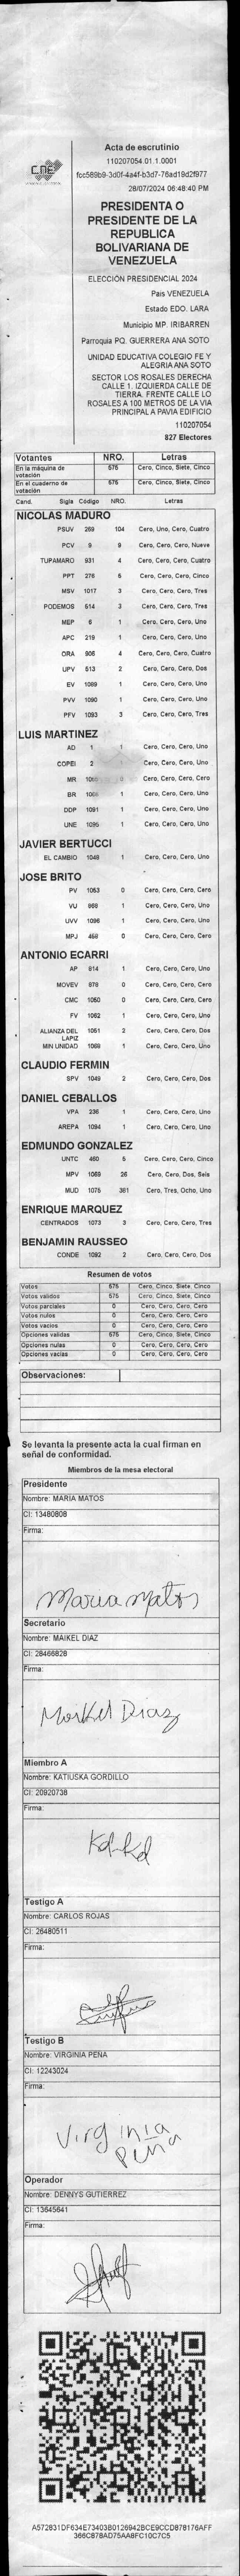 CNE
Acta de escrutinio
110207054.01.1.0001
fcc589b9-3d0f-4a4f-b3d7-76ad19d2f977
28/07/2024 06:48:40 PM
PRESIDENTA O
PRESIDENTE DE LA
REPUBLICA
BOLIVARIANA DE
VENEZUELA
ELECCIÓN PRESIDENCIAL 2024
País VENEZUELA
Estado EDO. LARA
Municipio MP. IRIBARREN
Parroquia PQ. GUERRERA ANA SOTO
UNIDAD EDUCATIVA COLEGIO FE Y
ALEGRIA ANA SOTO
SECTOR LOS ROSALES DERECHA
CALLE 1. IZQUIERDA CALLE DE
TIERRA. FRENTE CALLE LO
ROSALES A 100 METROS DE LA VIA
PRINCIPAL A PAVIA EDIFICIO
110207054
827 Electores
Votantes NRO. Letras
En la máquina de votación 575 Cero, Cinco, Siete, Cinco
En el cuaderno de votación 575 Cero, Cinco, Siete, Cinco
Cand. Sigla Código NRO. Letras
NICOLAS MADURO
PSUV 269 104 Cero, Uno, Cero, Cuatro
PCV 9 9 Cero, Cero, Cero, Nueve
TUPAMARO 931 4 Cero, Cero, Cero, Cuatro
PPT 276 5 Cero, Cero, Cero, Cinco
MSV 1017 3 Cero, Cero, Cero, Tres
PODEMOS 514 3 Cero, Cero, Cero, Tres
MEP 6 1 Cero, Cero, Cero, Uno
APC 219 1 Cero, Cero, Cero, Uno
ORA 906 4 Cero, Cero, Cero, Cuatro
UPV 513 2 Cero, Cero, Cero, Dos
EV 1089 1 Cero, Cero, Cero, Uno
PVV 1090 1 Cero, Cero, Cero, Uno
PFV 1093 3 Cero, Cero, Cero, Tres
LUIS MARTINEZ
AD 1 1 Cero, Cero, Cero, Uno
COPEI 2 1 Cero, Cero, Cero, Uno
MR 0 Cero, Cero, Cero, Cero
BR 1 Cero, Cero, Cero, Uno
DDP 1091 1 Cero, Cero, Cero, Uno
UNE 1095 1 Cero, Cero, Cero, Uno
JAVIER BERTUCCI
EL CAMBIO 1048 1 Cero, Cero, Cero, Uno
JOSE BRITO
PV 1053 0 Cero, Cero, Cero, Cero
VU 868 1 Cero, Cero, Cero, Uno
UVV 1096 1 Cero, Cero, Cero, Uno
MPJ 458 0 Cero, Cero, Cero, Cero
ANTONIO ECARRI
AP 814 1 Cero, Cero, Cero, Uno
MOVEV 878 0 Cero, Cero, Cero, Cero
CMC 1050 0 Cero, Cero, Cero, Cero
FV 1062 1 Cero, Cero, Cero, Uno
ALIANZA DEL LAPIZ 1051 2 Cero, Cero, Cero, Dos
MIN UNIDAD 1068 1 Cero, Cero, Cero, Uno
CLAUDIO FERMIN
SPV 1049 2 Cero, Cero, Cero, Dos
DANIEL CEBALLOS
VPA 236 1 Cero, Cero, Cero, Uno
AREPA 1094 1 Cero, Cero, Cero, Uno
EDMUNDO GONZALEZ
UNTC 460 5 Cero, Cero, Cero, Cinco
MPV 1069 26 Cero, Cero, Dos, Seis
MUD 1075 381 Cero, Tres, Ocho, Uno
ENRIQUE MARQUEZ
CENTRADOS 1073 3 Cero, Cero, Cero, Tres
BENJAMIN RAUSSEO
CONDE 1092 2 Cero, Cero, Cero, Dos
Resumen de votos
Votos 575 Cero, Cinco, Siete, Cinco
Votos validos 575 Cero, Cinco, Siete, Cinco
Votos parciales 0 Cero, Cero, Cero, Cero
Votos nulos 0 Cero, Cero, Cero, Cero
Votos vacios 0 Cero, Cero, Cero, Cero
Opciones validas 575 Cero, Cinco, Siete, Cinco
Opciones nulas 0 Cero, Cero, Cero, Cero
Opciones vacias 0 Cero, Cero, Cero, Cero
Observaciones:
Se levanta la presente acta la cual firman en
señal de conformidad.
Miembros de la mesa electoral
Presidente
Nombre: MARIA MATOS
CI: 13480808
Firma:
Maria Matos
Secretario
Nombre: MAIKEL DIAZ
CI: 28466828
Firma:
Maikel Diaz
Miembro A
Nombre: KATIUSKA GORDILLO
CI: 20920738
Firma:
Testigo A
Nombre: CARLOS ROJAS
CI: 26480511
Firma:
Testigo B
Nombre: VIRGINIA PEÑA
CI: 12243024
Firma:
Virginia
Peña
Operador
Nombre: DENNYS GUTIERREZ
CI: 13645641
Firma:
A572831DF634E73403B0126942BCE9CCD878176AFF
366C878AD75AA8FC10C7C5